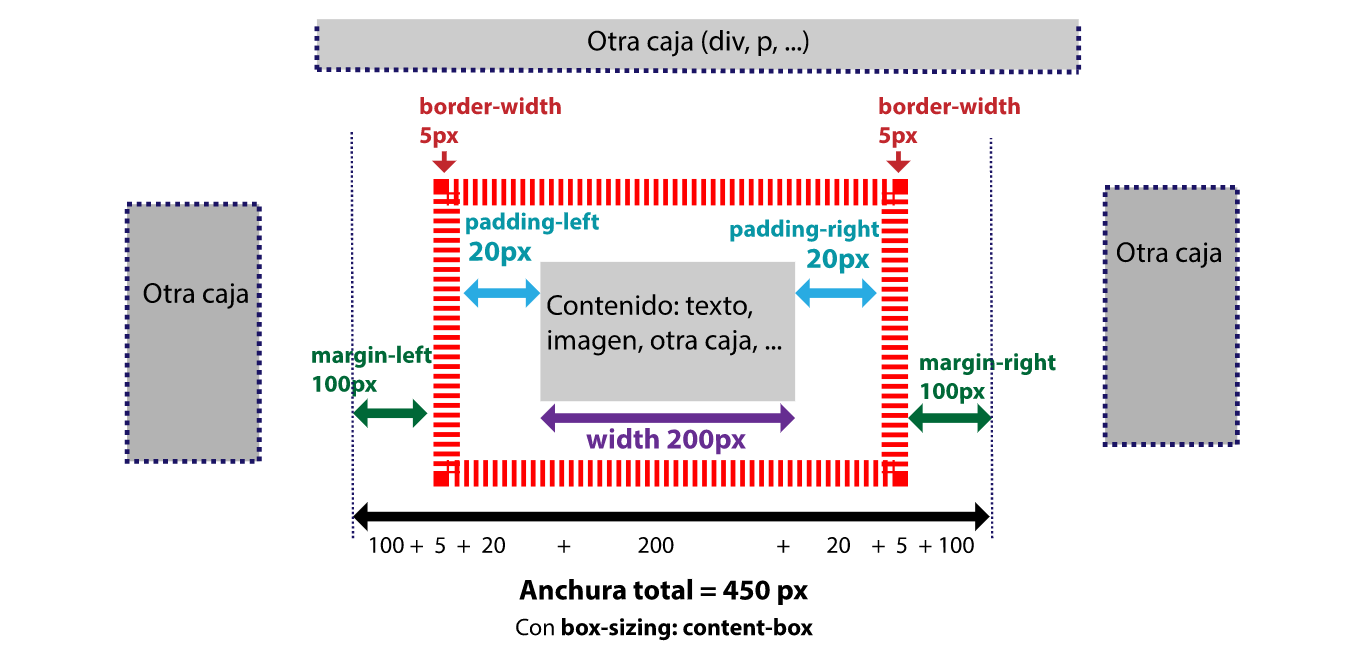 Otra caja (div, p, ...)
border-width
5px
border-width
5px
padding-left
20px
padding-right
20px
Otra caja
Otra caja
Contenido: texto,
imagen, otra caja, ...
margin-left
100px
margin-right
100px
width 200px
100 + 5 + 20 + 200 + 20 + 5 + 100
Anchura total = 450 px
Con box-sizing: content-box